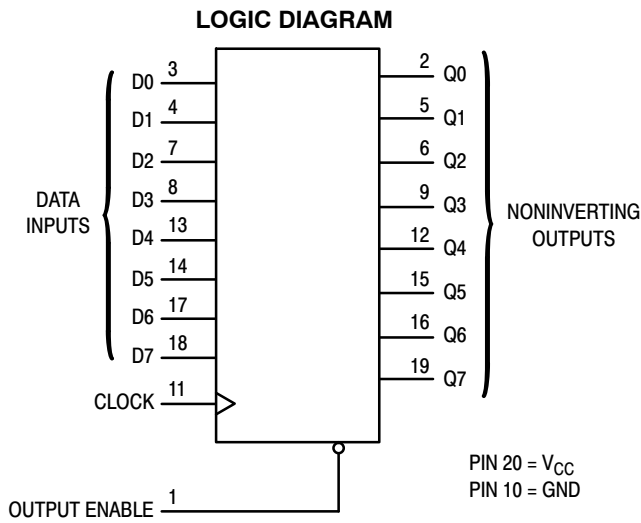 LOGIC DIAGRAM
D0 3
D1 4
D2 7
D3 8
D4 13
D5 14
D6 17
D7 18
DATA
INPUTS
CLOCK 11
OUTPUT ENABLE 1
2 Q0
5 Q1
6 Q2
9 Q3
12 Q4
15 Q5
16 Q6
19 Q7
NONINVERTING
OUTPUTS
PIN 20 = VCC
PIN 10 = GND